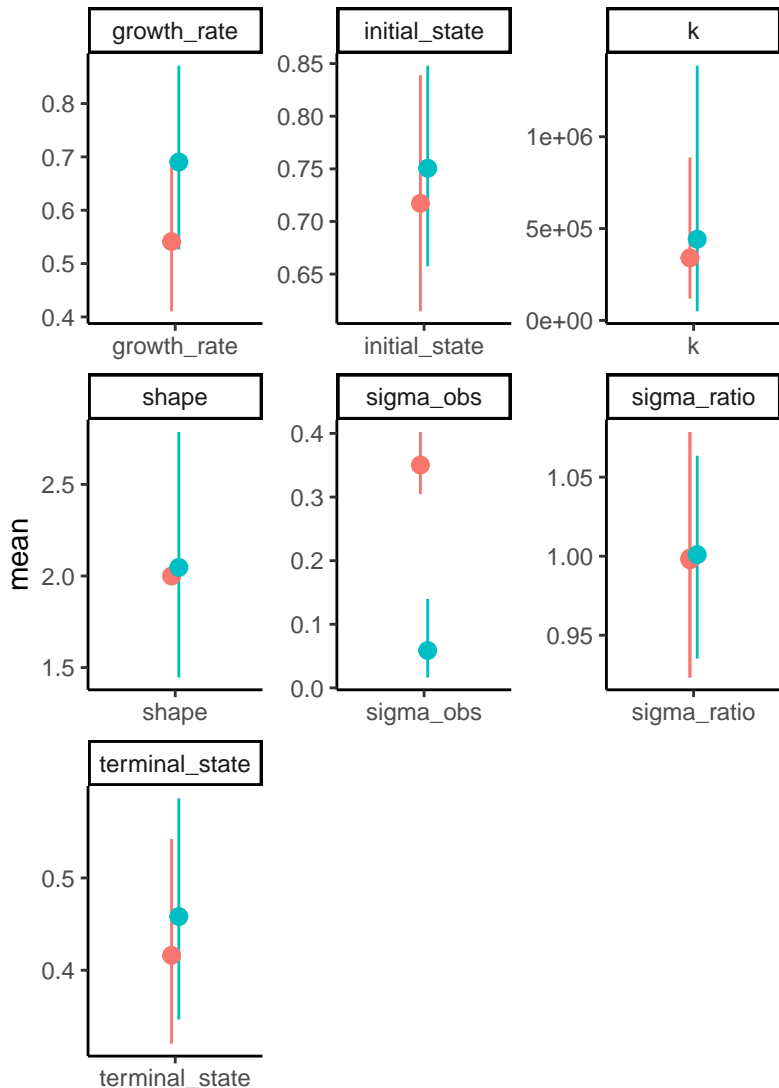 growth_rate
initial_state
k
0.8
0.7
0.6
0.5
0.4
0.85
0.80
0.75
0.70
0.65
1e+06
5e+05
0e+00
growth_rate
initial_state
k
shape
sigma_obs
sigma_ratio
mean
2.5
2.0
1.5
0.4
0.3
0.2
0.1
0.0
1.05
1.00
0.95
shape
sigma_obs
sigma_ratio
terminal_state
0.5
0.4
terminal_state